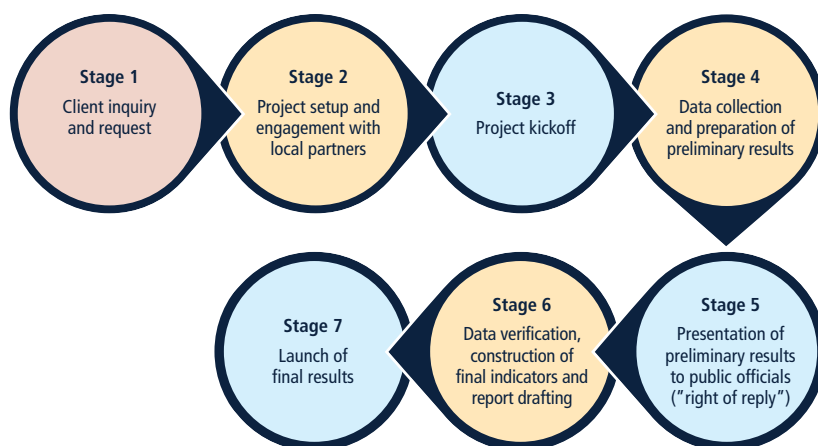 Stage 1
Client inquiry
and request
Stage 2
Project setup and
engagement with
local partners
Stage 3
Project kickoff
Stage 4
Data collection
and preparation of
preliminary results
Stage 5
Presentation of
preliminary results
to public officials
(”right of reply”)
Stage 6
Data verification,
construction of
final indicators and
report drafting
Stage 7
Launch of
final results